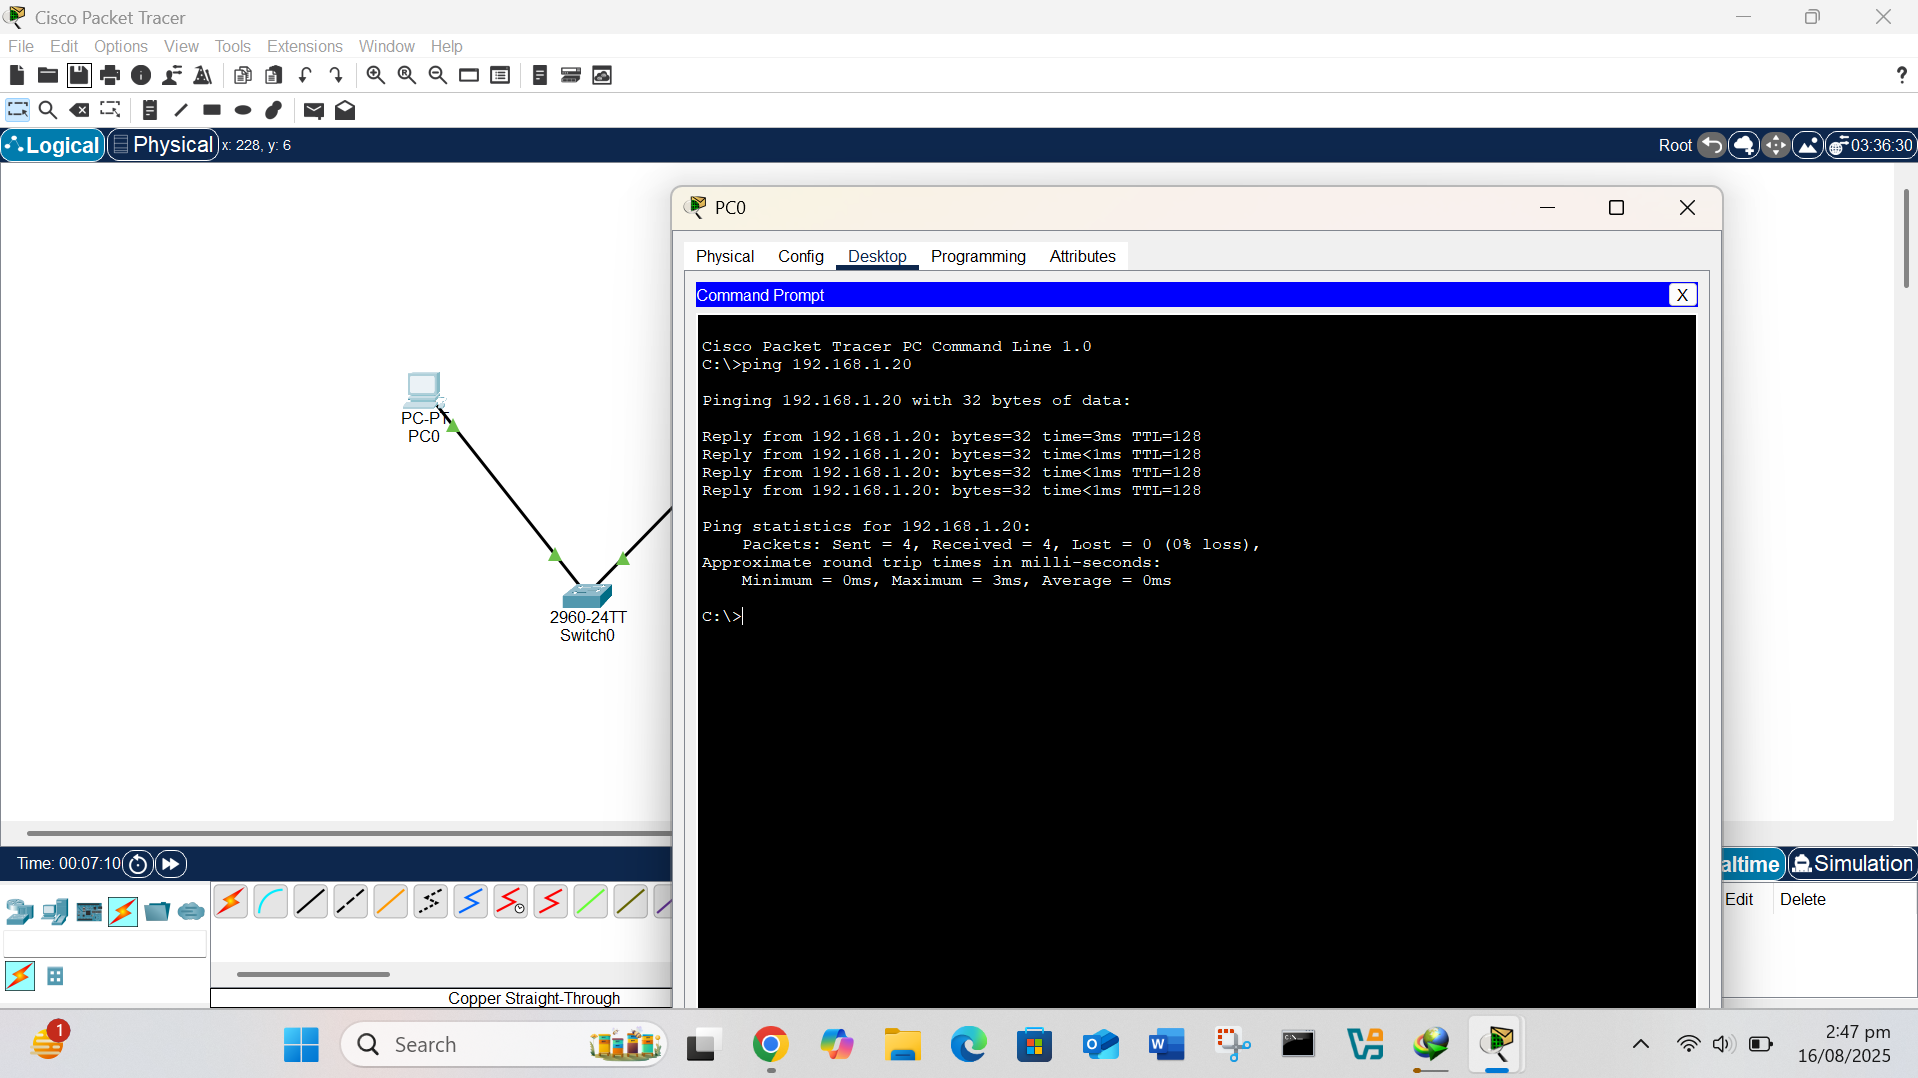 Cisco Packet Tracer
File Edit Options View Tools Extensions Window Help
?
Logical Physical x: 228, y: 6 Root 03:36:30
PC0
Physical Config Desktop Programming Attributes
Command Prompt X
Cisco Packet Tracer PC Command Line 1.0
C:\>ping 192.168.1.20
Pinging 192.168.1.20 with 32 bytes of data:
Reply from 192.168.1.20: bytes=32 time=3ms TTL=128
Reply from 192.168.1.20: bytes=32 time<1ms TTL=128
Reply from 192.168.1.20: bytes=32 time<1ms TTL=128
Reply from 192.168.1.20: bytes=32 time<1ms TTL=128
Ping statistics for 192.168.1.20:
Packets: Sent = 4, Received = 4, Lost = 0 (0% loss),
Approximate round trip times in milli-seconds:
Minimum = 0ms, Maximum = 3ms, Average = 0ms
C:\>
PC-PT
PC0
2960-24TT
Switch0
Time: 00:07:10
altime Simulation
Edit Delete
Copper Straight-Through
1
Search
2:47 pm
16/08/2025